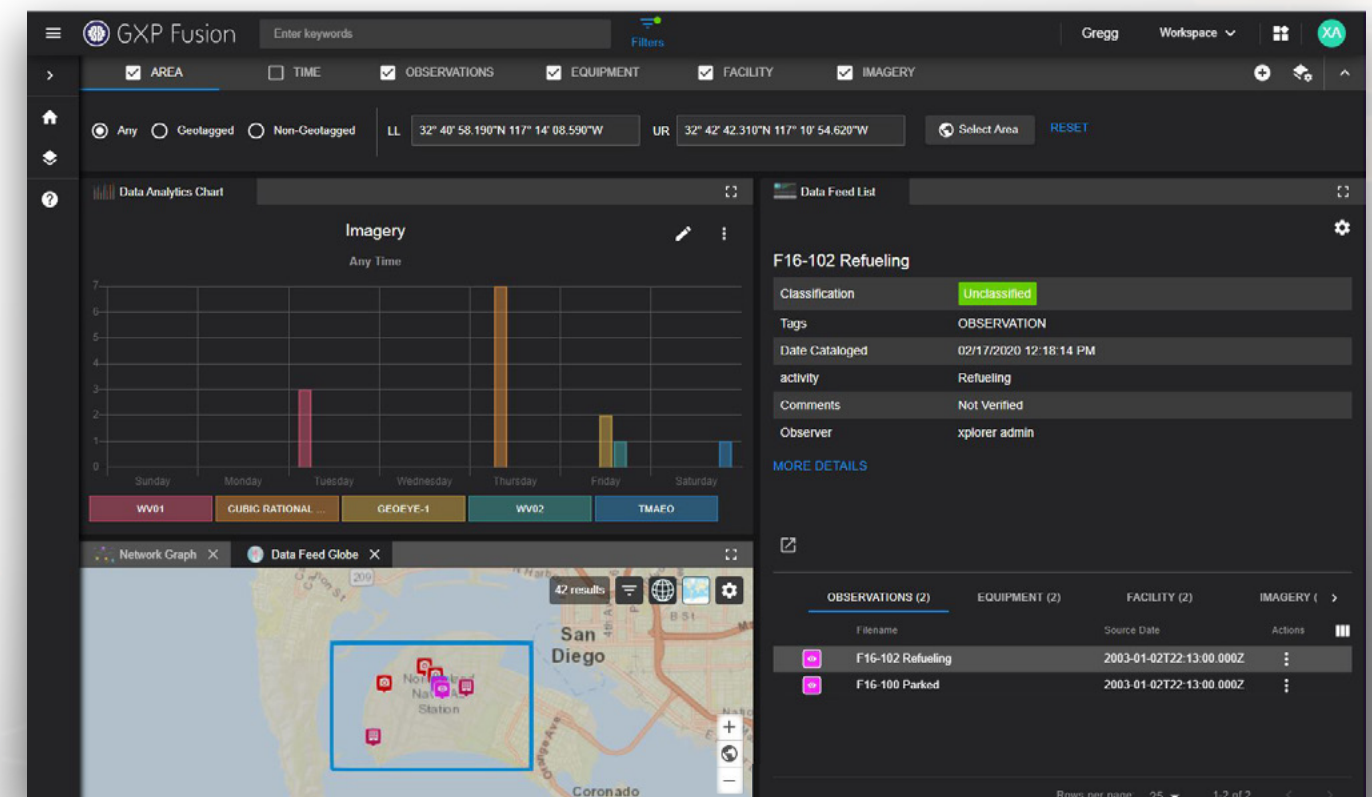 GXP Fusion
Enter keywords
Filters
Gregg
Workspace
XA
AREA
TIME
OBSERVATIONS
EQUIPMENT
FACILITY
IMAGERY
Any
Geotagged
Non-Geotagged
LL
32° 40' 58.190"N 117° 14' 08.590"W
UR
32° 42' 42.310"N 117° 10' 54.620"W
Select Area
RESET
Data Analytics Chart
Imagery
Any Time
7
6
5
4
3
2
1
0
Sunday
Monday
Tuesday
Wednesday
Thursday
Friday
Saturday
WV01
CUBIC RATIONAL ...
GEOEYE-1
WV02
TMAEO
Network Graph
Data Feed Globe
42 results
209
B St
San
Diego
Station
Orange Ave
Coronado
Data Feed List
F16-102 Refueling
Classification
Unclassified
Tags
OBSERVATION
Date Cataloged
02/17/2020 12:18:14 PM
activity
Refueling
Comments
Not Verified
Observer
xplorer admin
MORE DETAILS
OBSERVATIONS (2)
EQUIPMENT (2)
FACILITY (2)
IMAGERY (
Filename
Source Date
Actions
F16-102 Refueling
2003-01-02T22:13:00.000Z
F16-100 Parked
2003-01-02T22:13:00.000Z
Rows per page: 25
1-2 of 2